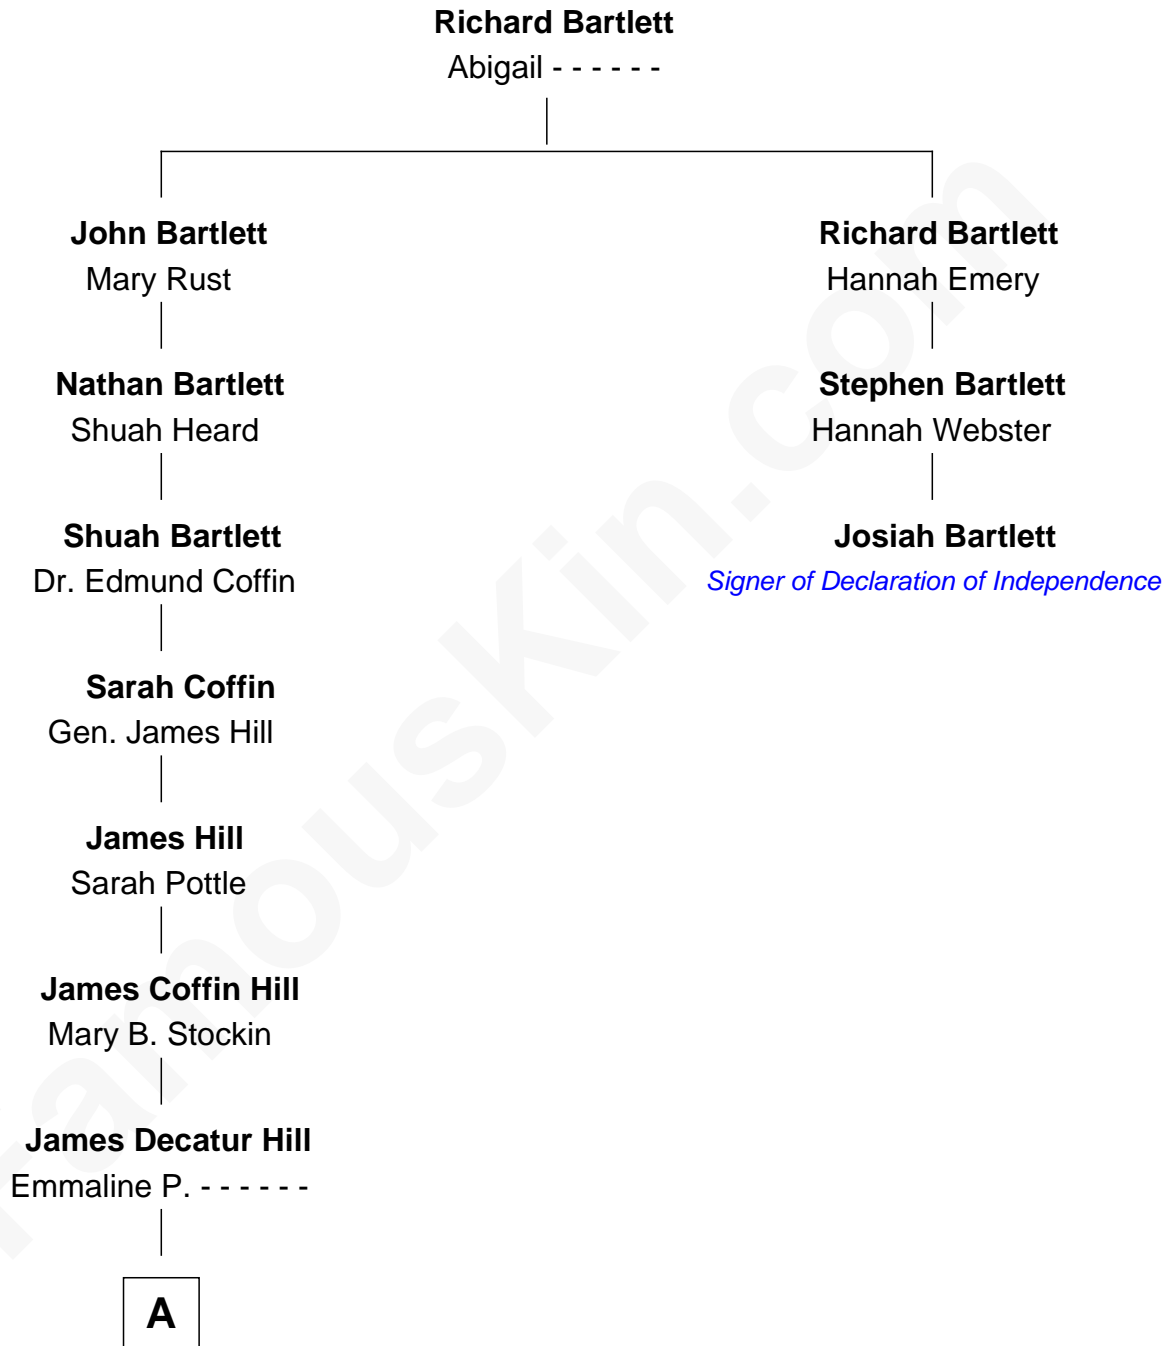 Richard Bartlett
Abigail - - - - - -
John Bartlett
Mary Rust
Richard Bartlett
Hannah Emery
Nathan Bartlett
Shuah Heard
Stephen Bartlett
Hannah Webster
Shuah Bartlett
Dr. Edmund Coffin
Josiah Bartlett
Signer of Declaration of Independence
Sarah Coffin
Gen. James Hill
James Hill
Sarah Pottle
James Coffin Hill
Mary B. Stockin
James Decatur Hill
Emmaline P. - - - - - -
A
FamousKin.com